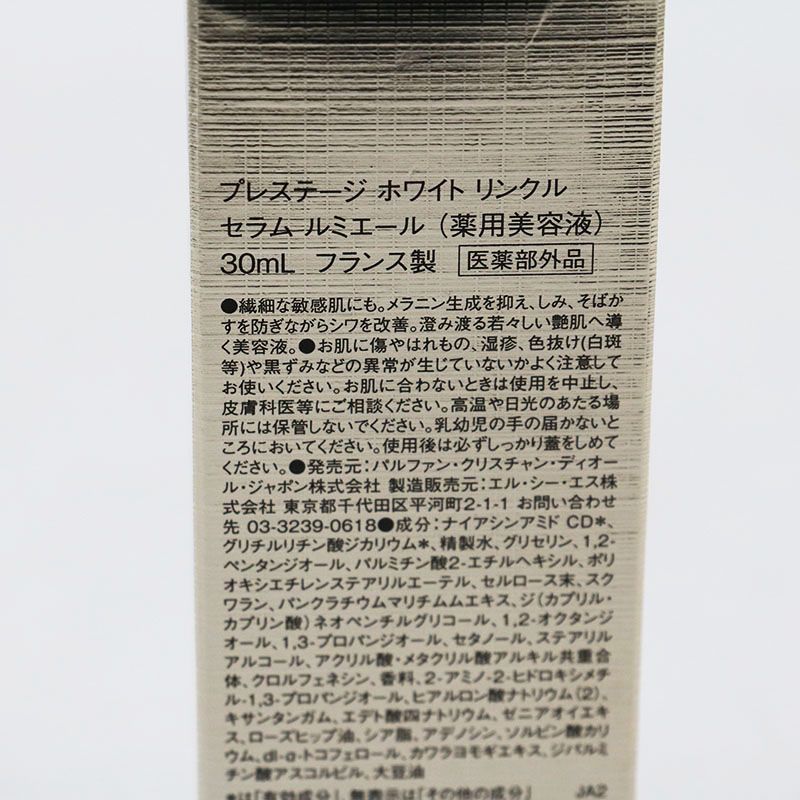 プレステージ ホワイト リンクル
セラム ルミエール（薬用美容液）
30mL フランス製 医薬部外品
●繊細な敏感肌にも。メラニン生成を抑え、しみ、そばか
すを防ぎながらシワを改善。澄み渡る若々しい艶肌へ導
く美容液。●お肌に傷やはれもの、湿疹、色抜け(白斑
等)や黒ずみなどの異常が生じていないかよく注意して
お使いください。お肌に合わないときは使用を中止し、
皮膚科医等にご相談ください。高温や日光のあたる場
所には保管しないでください。乳幼児の手の届かないと
ころにおいてください。使用後は必ずしっかり蓋をしめて
ください。●発売元:パルファン・クリスチャン・ディオー
ル・ジャポン株式会社 製造販売元:エル・シー・エス株
式会社 東京都千代田区平河町2-1-1 お問い合わせ
先 03-3239-0618●成分:ナイアシンアミド CD*、
グリチルリチン酸ジカリウム*、精製水、グリセリン、1,2-
ペンタンジオール、パルミチン酸2-エチルヘキシル、ポリ
オキシエチレンステアリルエーテル、セルロース末、スク
ワラン、パンクラチウムマリチムムエキス、ジ(カプリル・
カプリン酸)ネオペンチルグリコール、1,2-オクタンジ
オール、1,3-プロパンジオール、セタノール、ステアリル
アルコール、アクリル酸・メタクリル酸アルキル共重合
体、クロルフェネシン、香料、2-アミノ-2-ヒドロキシメチ
ル-1,3-プロパンジオール、ヒアルロン酸ナトリウム(2)、
キサンタンガム、エデト酸四ナトリウム、ゼニアオイエキ
ス、ローズヒップ油、シア脂、アデノシン、ソルビン酸カリ
ウム、dl-α-トコフェロール、カワラヨモギエキス、ジパルミ
チン酸アスコルビル、大豆油
*は「有効成分」、無表示は「その他の成分」 JA2